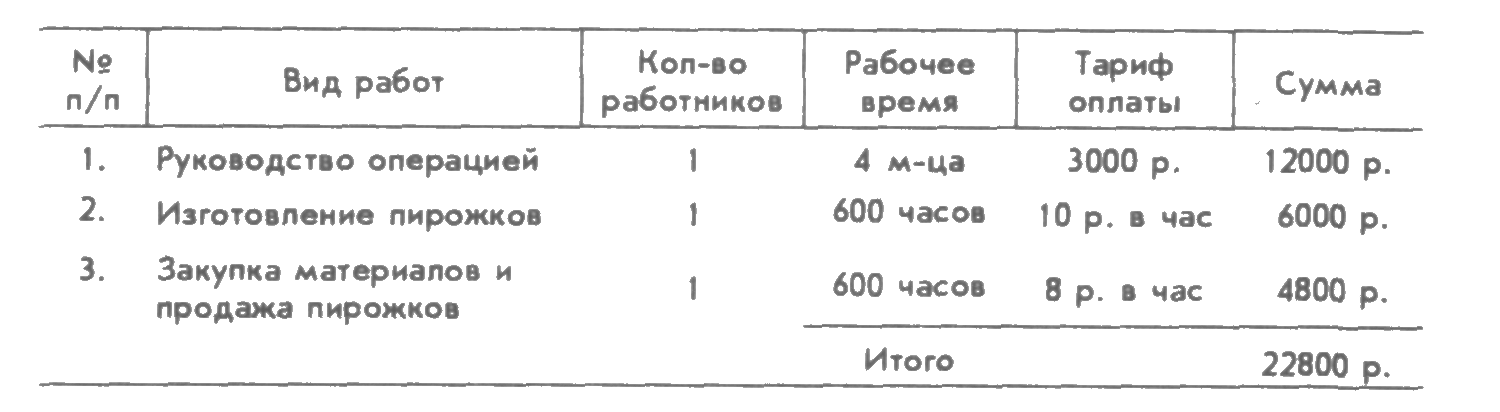 № п/п Вид работ Кол-во работников Рабочее время Тариф оплаты Сумма
1. Руководство операцией 1 4 м-ца 3000 р. 12000 р.
2. Изготовление пирожков 1 600 часов 10 р. в час 6000 р.
3. Закупка материалов и продажа пирожков 1 600 часов 8 р. в час 4800 р.
Итого 22800 р.